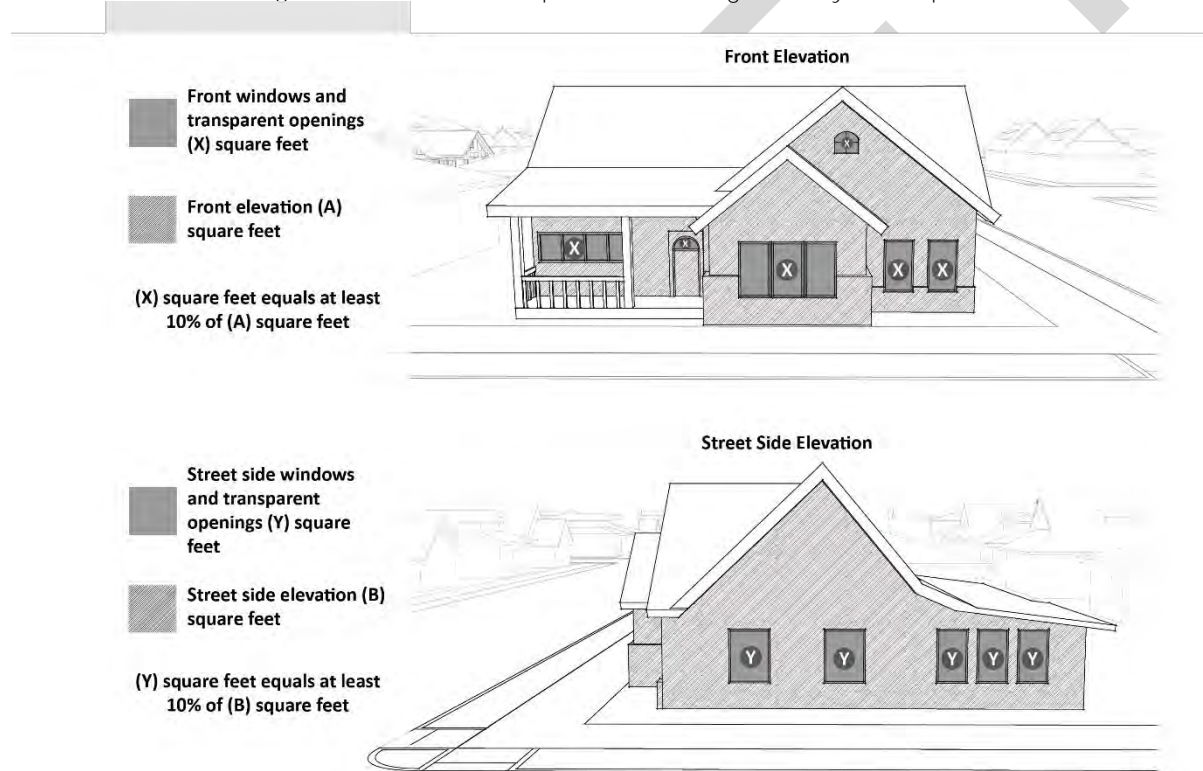 Front Elevation
Front windows and
transparent openings
(X) square feet
Front elevation (A)
square feet
(X) square feet equals at least
10% of (A) square feet
X
X
X
X
X
X
Street Side Elevation
Street side windows
and transparent
openings (Y) square
feet
Street side elevation (B)
square feet
(Y) square feet equals at least
10% of (B) square feet
Y
Y
Y
Y
Y